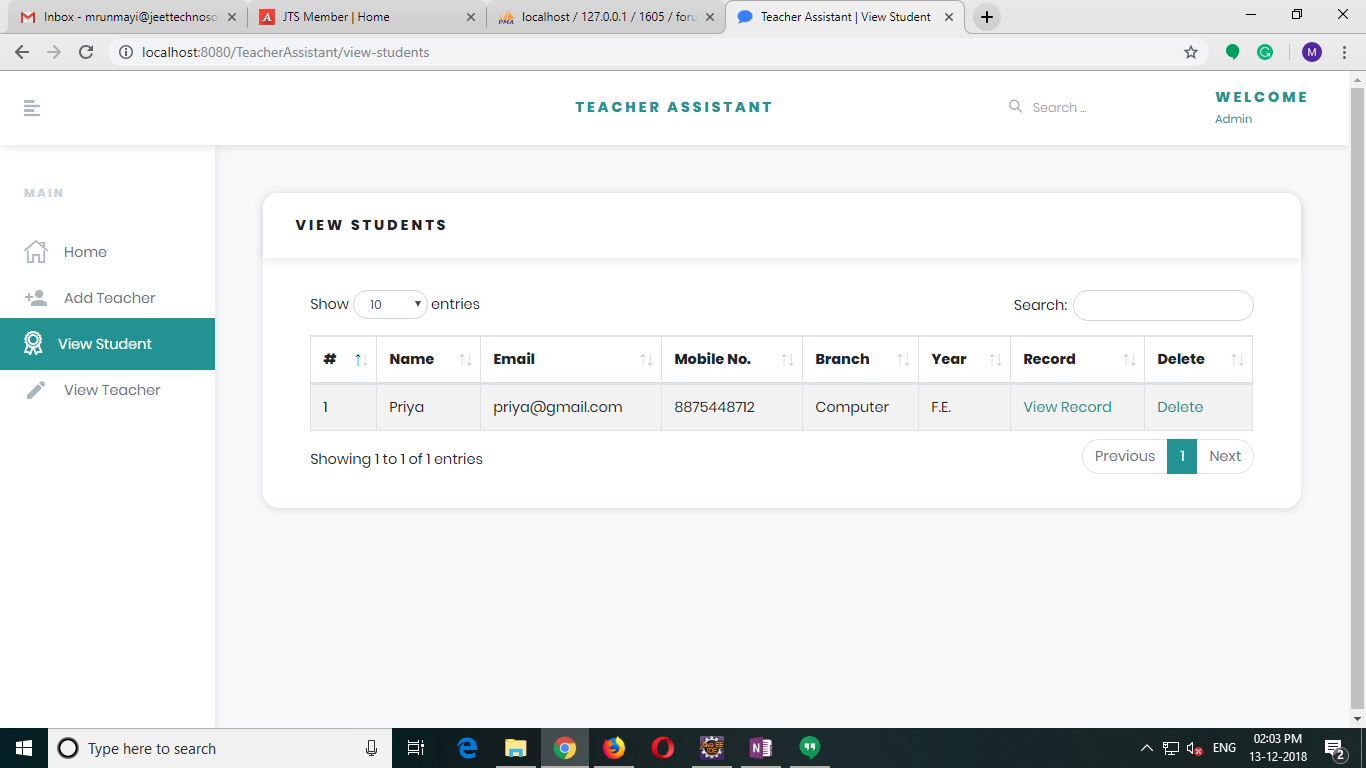 Inbox - mrunmayi@jeettechnoso
JTS Member | Home
PMA
localhost / 127.0.0.1 / 1605 / foru
Teacher Assistant | View Student
localhost:8080/TeacherAssistant/view-students
M
TEACHER ASSISTANT
Search ...
WELCOME
Admin
MAIN
Home
Add Teacher
View Student
View Teacher
VIEW STUDENTS
Show 10 entries
Search:
# Name Email Mobile No. Branch Year Record Delete
1 Priya priya@gmail.com 8875448712 Computer F.E. View Record Delete
Showing 1 to 1 of 1 entries
Previous 1 Next
Type here to search
ENG
02:03 PM
13-12-2018
2